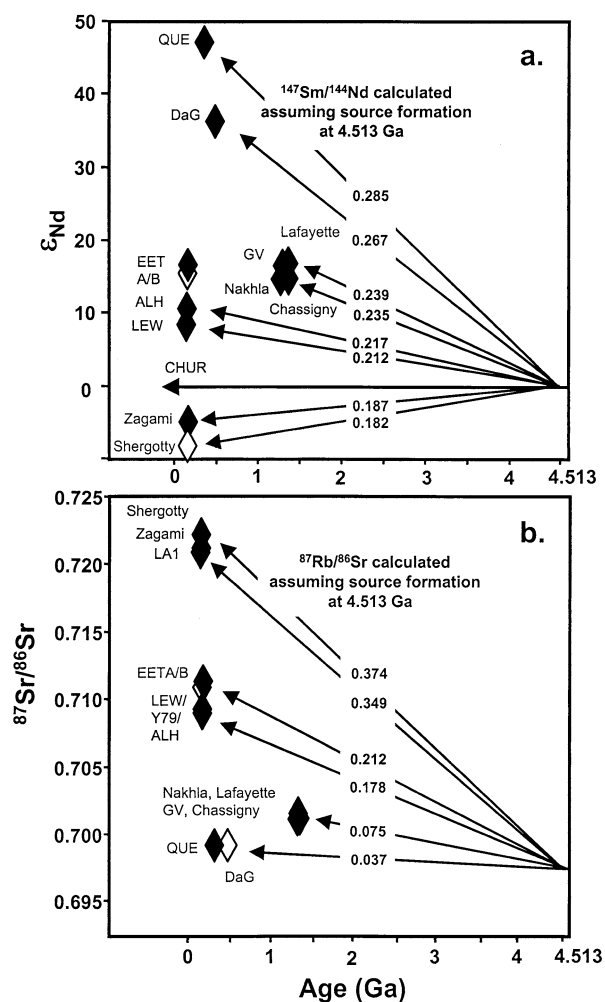 50
40
30
20
10
0
εNd
a.
QUE
DaG
147Sm/144Nd calculated
assuming source formation
at 4.513 Ga
0.285
0.267
Lafayette
GV
Nakhla
Chassigny
0.239
0.235
EET
A/B
ALH
LEW
0.217
0.212
CHUR
Zagami
Shergotty
0.187
0.182
0 1 2 3 4 4.513
0.725
0.720
0.715
0.710
0.705
0.700
0.695
87Sr/86Sr
b.
Shergotty
Zagami
LA1
87Rb/86Sr calculated
assuming source formation
at 4.513 Ga
0.374
0.349
EETA/B
LEW/
Y79/
ALH
0.212
0.178
Nakhla, Lafayette
GV, Chassigny
0.075
QUE
DaG
0.037
0 1 2 3 4 4.513
Age (Ga)